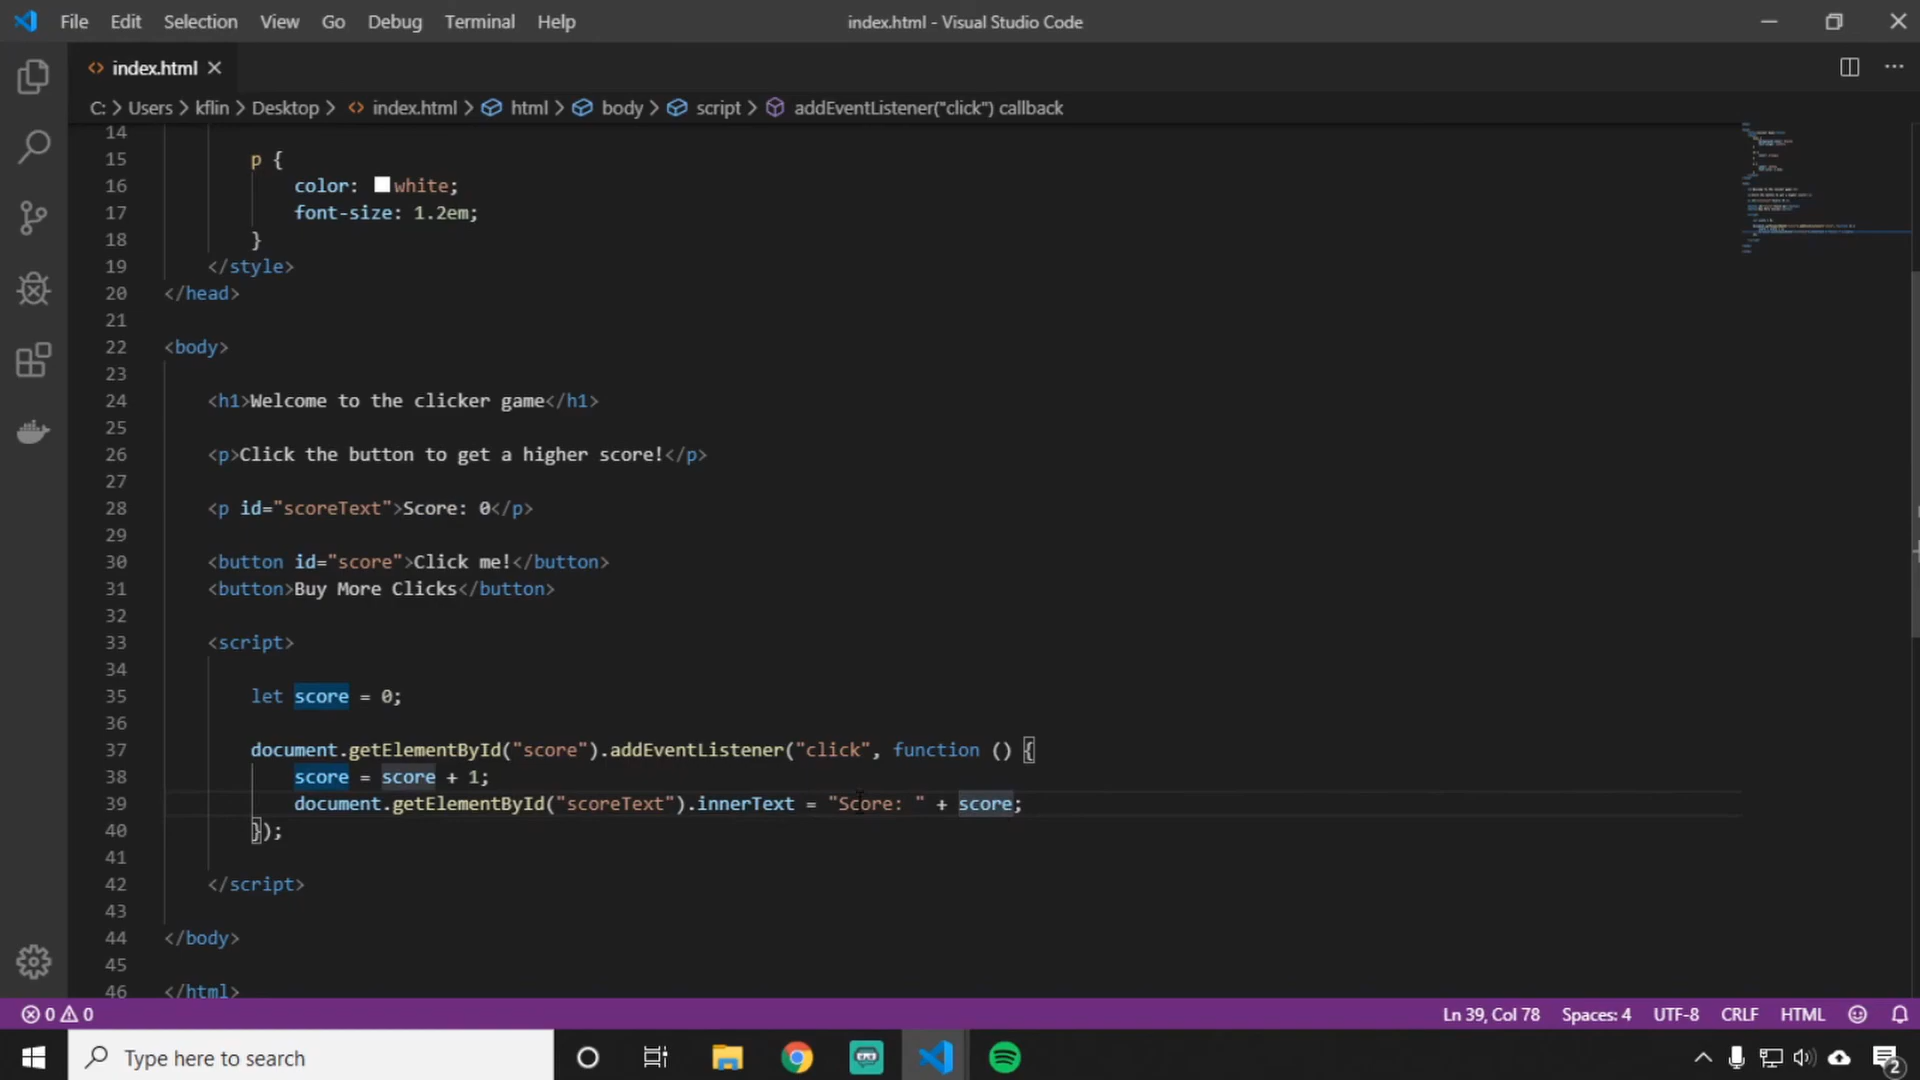 File Edit Selection View Go Debug Terminal Help index.html - Visual Studio Code
index.html
C: > Users > kflin > Desktop > index.html > html > body > script > addEventListener("click") callback
14
15 p {
16 color: white;
17 font-size: 1.2em;
18 }
19 </style>
20 </head>
21
22 <body>
23
24 <h1>Welcome to the clicker game</h1>
25
26 <p>Click the button to get a higher score!</p>
27
28 <p id="scoreText">Score: 0</p>
29
30 <button id="score">Click me!</button>
31 <button>Buy More Clicks</button>
32
33 <script>
34
35 let score = 0;
36
37 document.getElementById("score").addEventListener("click", function () {
38 score = score + 1;
39 document.getElementById("scoreText").innerText = "Score: " + score;
40 });
41
42 </script>
43
44 </body>
45
46 </html>
0 0 Ln 39, Col 78 Spaces: 4 UTF-8 CRLF HTML
Type here to search 2